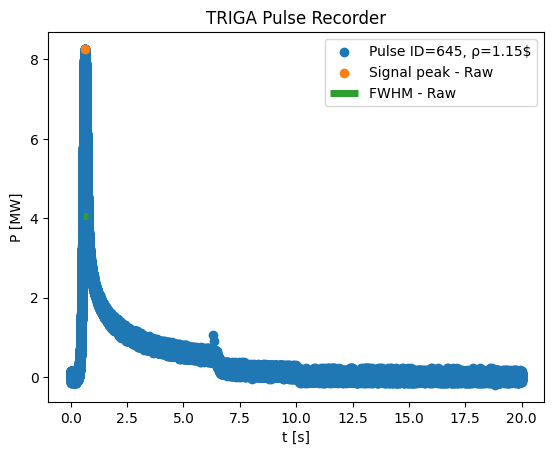 TRIGA Pulse Recorder
Pulse ID=645, ρ=1.15$
Signal peak - Raw
FWHM - Raw
P [MW]
8
6
4
2
0
0.0 2.5 5.0 7.5 10.0 12.5 15.0 17.5 20.0
t [s]